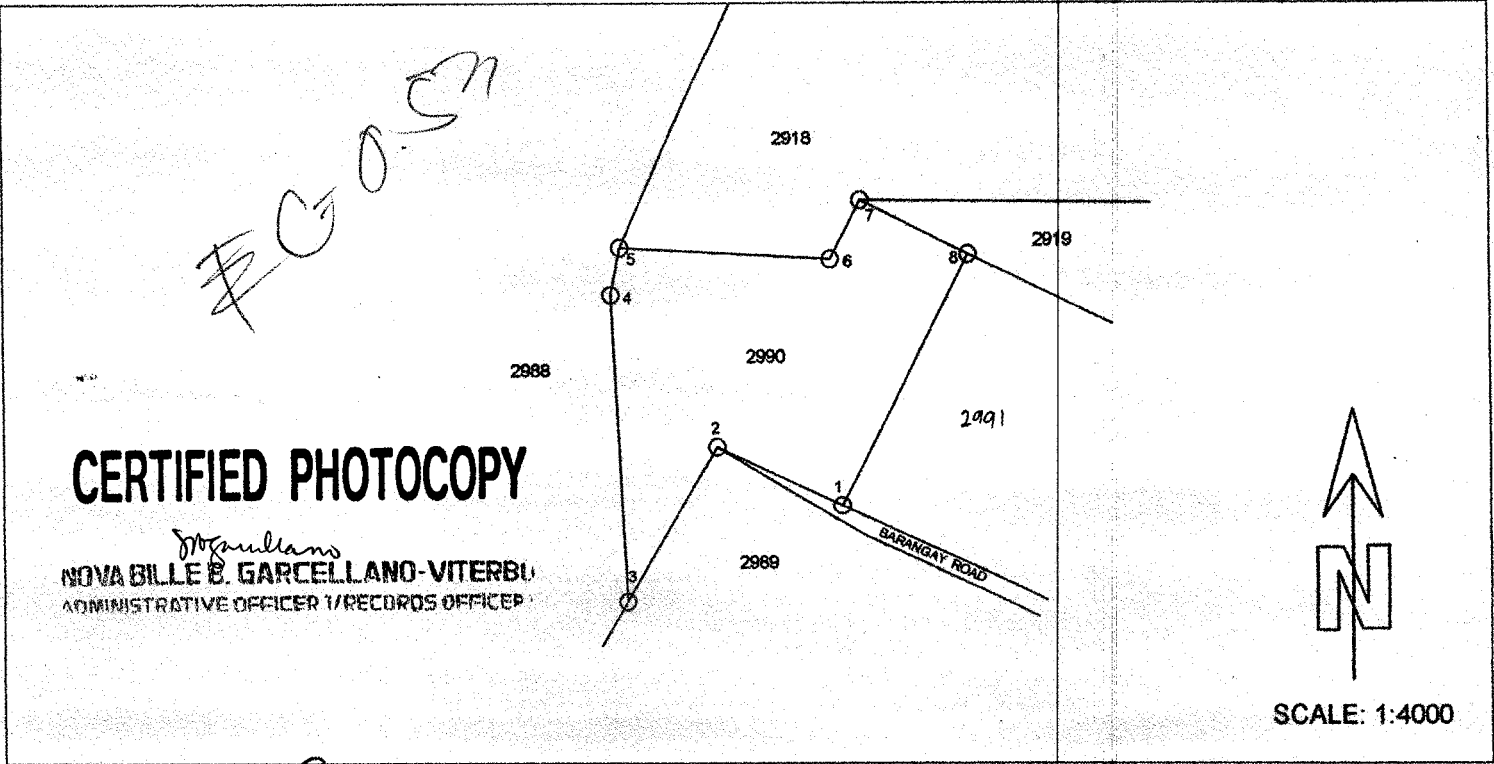 2918
7
2919
8
5
6
4
2990
2988
2991
2
CERTIFIED PHOTOCOPY
1
BARANGAY ROAD
2989
NOVA BILLE B. GARCELLANO-VITERBO
3
ADMINISTRATIVE OFFICER I/RECORDS OFFICER
N
SCALE: 1:4000